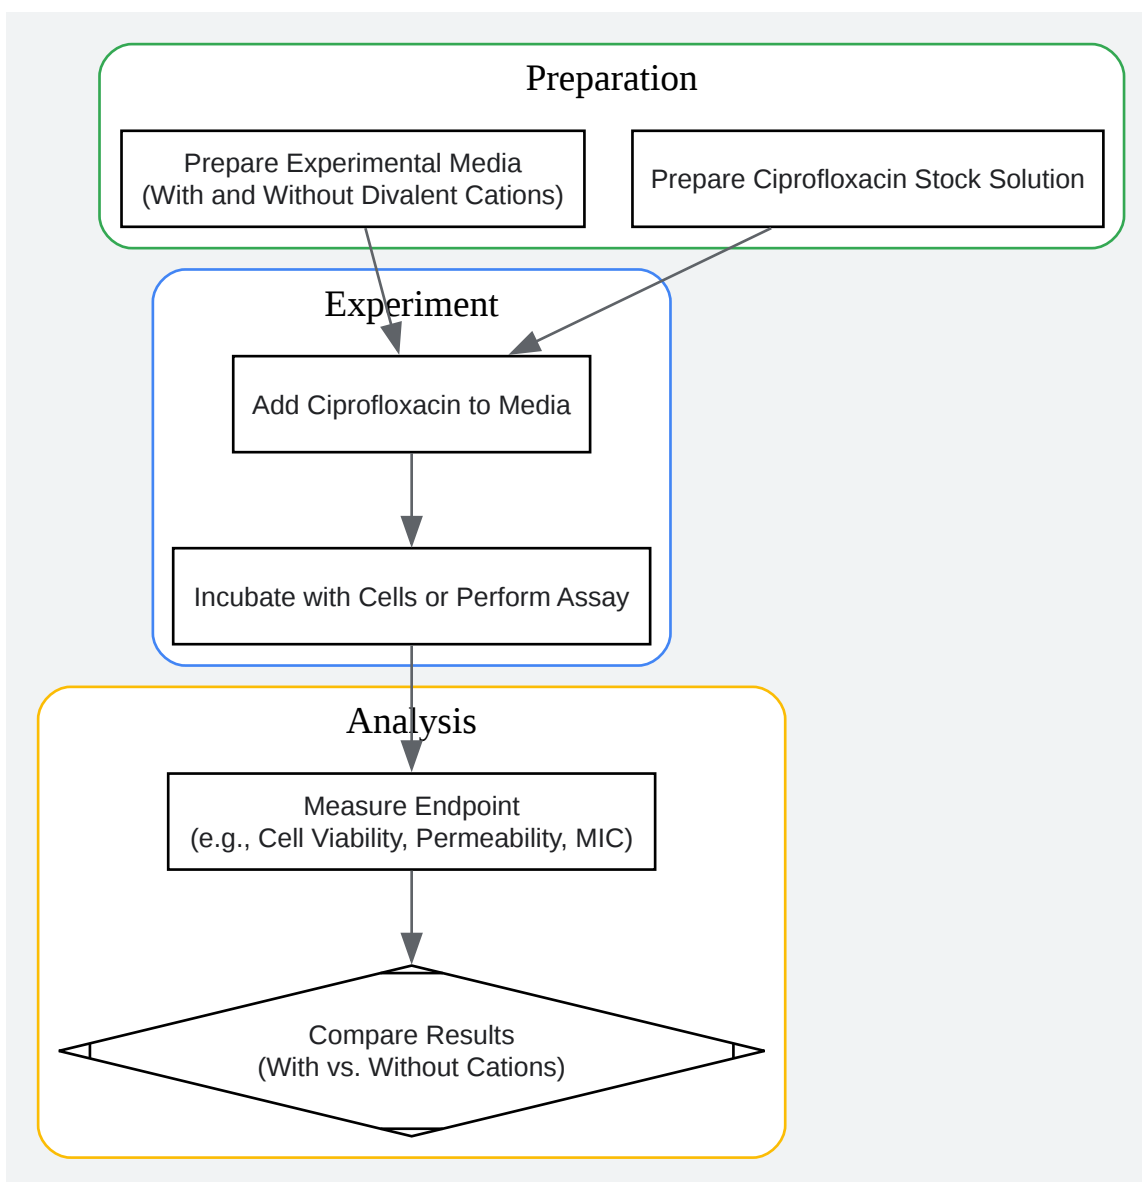 Preparation
Prepare Experimental Media
(With and Without Divalent Cations)
Prepare Ciprofloxacin Stock Solution
Experiment
Add Ciprofloxacin to Media
Incubate with Cells or Perform Assay
Analysis
Measure Endpoint
(e.g., Cell Viability, Permeability, MIC)
Compare Results
(With vs. Without Cations)